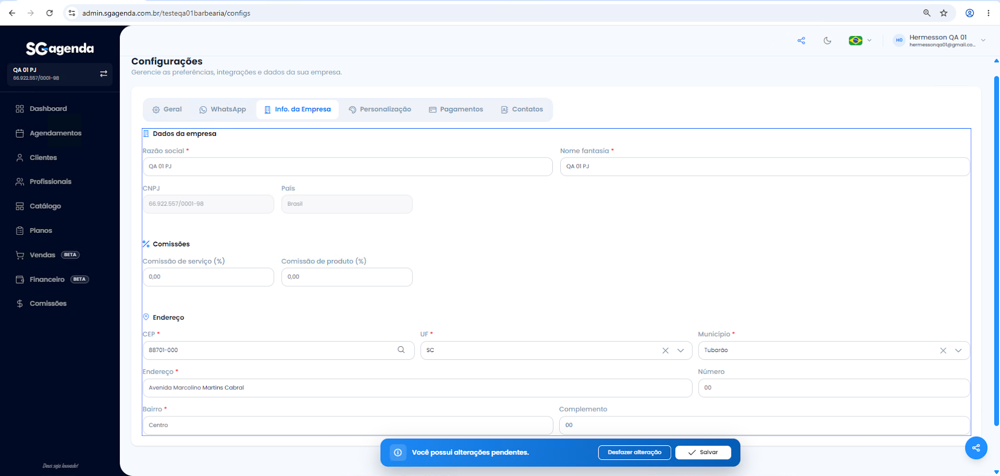 admin.sgagenda.com.br/testeqa01barbearia/configs
SGagenda
QA 01 PJ
66.922.557/0001-98
Dashboard
Agendamentos
Clientes
Profissionais
Catálogo
Planos
Vendas BETA
Financeiro BETA
Comissões
Deus seja louvado!
H0
Hermesson QA 01
hermessonqa01@gmail.co...
Configurações
Gerencie as preferências, integrações e dados da sua empresa.
Geral WhatsApp Info. da Empresa Personalização Pagamentos Contatos
Dados da empresa
Razão social * Nome fantasia *
QA 01 PJ QA 01 PJ
CNPJ País
66.922.557/0001-98 Brasil
Comissões
Comissão de serviço (%) Comissão de produto (%)
0,00 0,00
Endereço
CEP * UF * Município *
88701-000 SC Tubarão
Endereço * Número
Avenida Marcolino Martins Cabral 00
Bairro * Complemento
Centro 00
Você possui alterações pendentes. Desfazer alteração Salvar